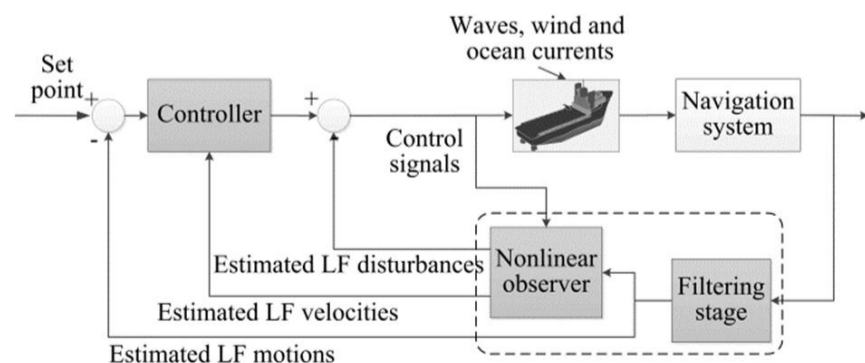 Waves, wind and
ocean currents
Set
point
+
-
Controller
+
-
Control
signals
Navigation
system
Nonlinear
observer
Filtering
stage
Estimated LF disturbances
Estimated LF velocities
Estimated LF motions